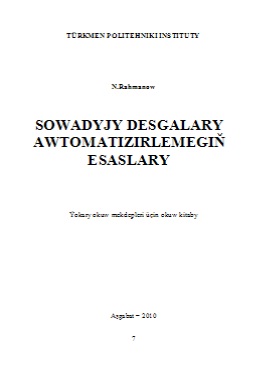 TÜRKMEN POLITEHNIKI INSTITUTY
N.Rahmanow
SOWADYJY DESGALARY
AWTOMATIZIRLEMEGIŇ
ESASLARY
Ýokary okuw mekdepleri üçin okuw kitaby
Aşgabat – 2010
7